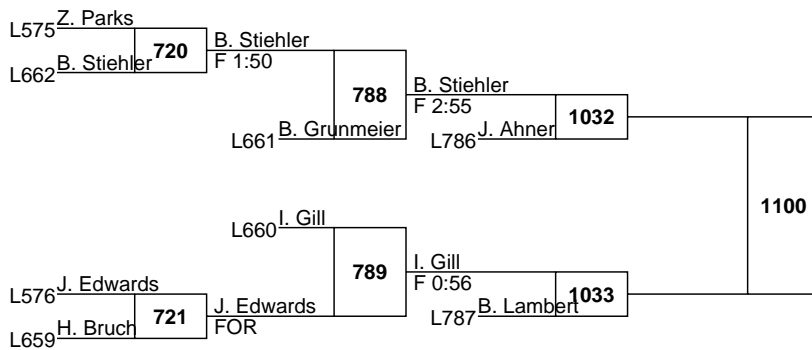 Z. Parks
L575
720
B. Stiehler
F 1:50
B. Stiehler
L662
788
B. Stiehler
F 2:55
B. Grunmeier
L661
1032
J. Ahner
L786
1100
I. Gill
L660
789
I. Gill
F 0:56
J. Edwards
L576
721
J. Edwards
FOR
H. Bruch
L659
1033
B. Lambert
L787